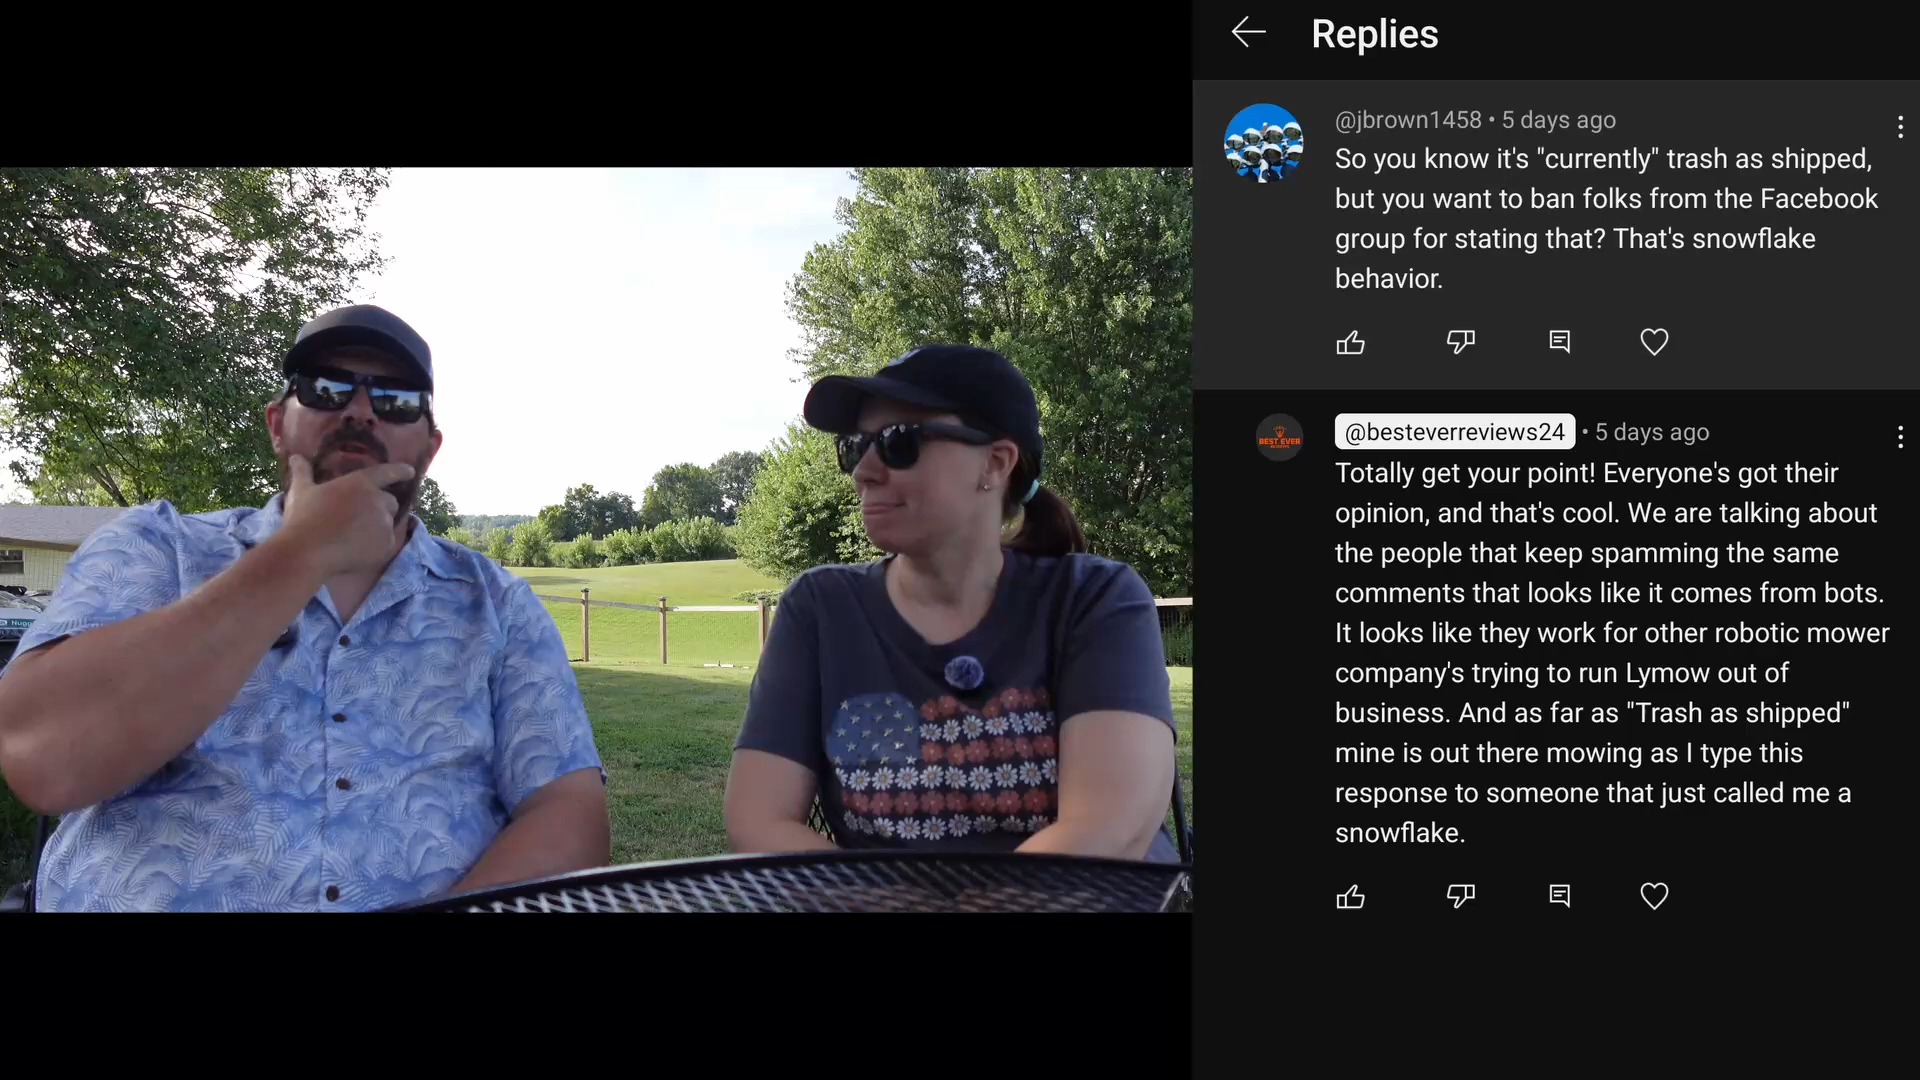 Replies
@jbrown1458 • 5 days ago
So you know it's "currently" trash as shipped,
but you want to ban folks from the Facebook
group for stating that? That's snowflake
behavior.
BEST EVER
@besteverreviews24 • 5 days ago
Totally get your point! Everyone's got their
opinion, and that's cool. We are talking about
the people that keep spamming the same
comments that looks like it comes from bots.
It looks like they work for other robotic mower
company's trying to run Lymow out of
business. And as far as "Trash as shipped"
mine is out there mowing as I type this
response to someone that just called me a
snowflake.